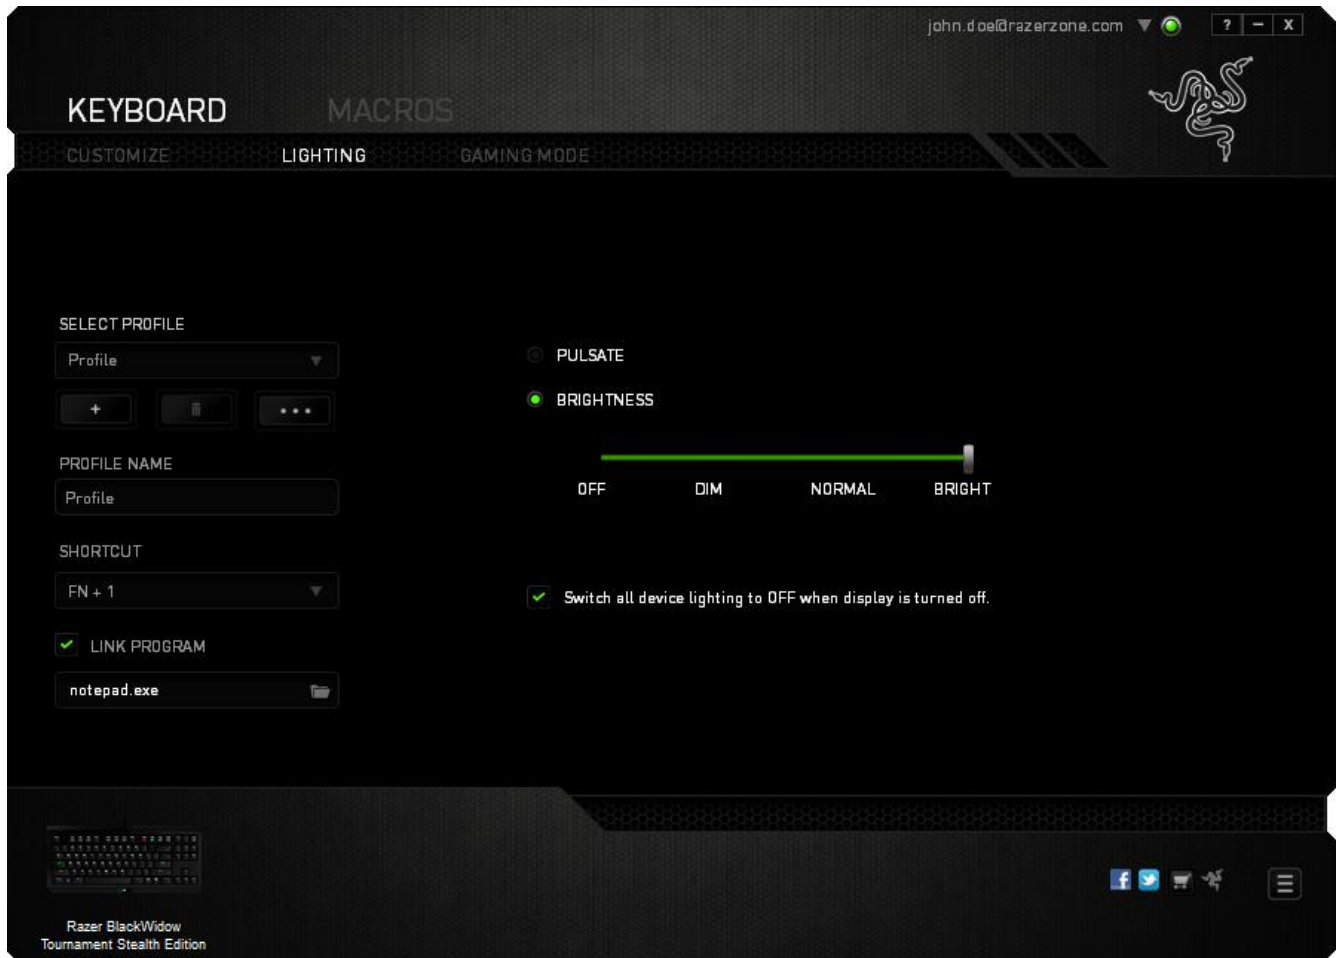 john.doe@razerzone.com
? – X
KEYBOARD MACROS
CUSTOMIZE LIGHTING GAMING MODE
SELECT PROFILE
Profile
+ •••
PROFILE NAME
Profile
SHORTCUT
FN + 1
LINK PROGRAM
notepad.exe
PULSATE
BRIGHTNESS
OFF DIM NORMAL BRIGHT
Switch all device lighting to OFF when display is turned off.
Razer BlackWidow
Tournament Stealth Edition